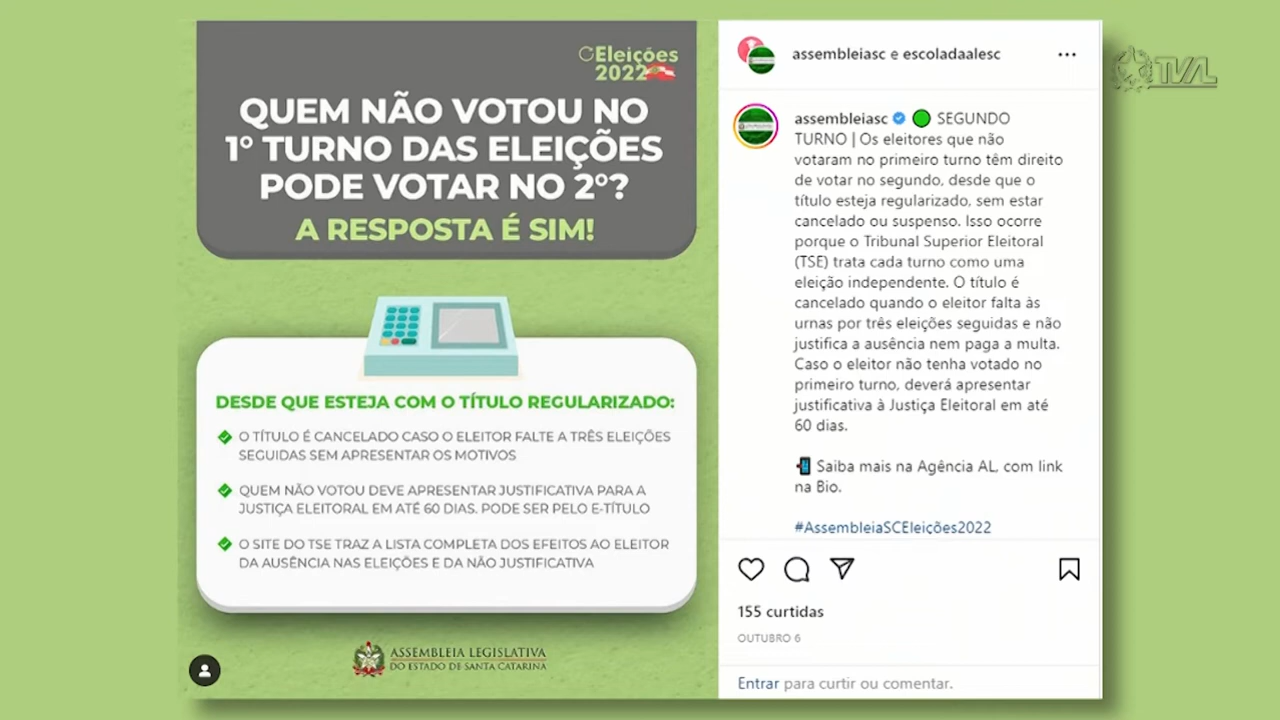 Eleições
2022
QUEM NÃO VOTOU NO
1º TURNO DAS ELEIÇÕES
PODE VOTAR NO 2º?
A RESPOSTA É SIM!
DESDE QUE ESTEJA COM O TÍTULO REGULARIZADO:
O TÍTULO É CANCELADO CASO O ELEITOR FALTE A TRÊS ELEIÇÕES
SEGUIDAS SEM APRESENTAR OS MOTIVOS
QUEM NÃO VOTOU DEVE APRESENTAR JUSTIFICATIVA PARA A
JUSTIÇA ELEITORAL EM ATÉ 60 DIAS. PODE SER PELO E-TÍTULO
O SITE DO TSE TRAZ A LISTA COMPLETA DOS EFEITOS AO ELEITOR
DA AUSÊNCIA NAS ELEIÇÕES E DA NÃO JUSTIFICATIVA
ASSEMBLEIA LEGISLATIVA
DO ESTADO DE SANTA CATARINA
assembleiasc e escoladaalesc
assembleiasc SEGUNDO
TURNO | Os eleitores que não
votaram no primeiro turno têm direito
de votar no segundo, desde que o
título esteja regularizado, sem estar
cancelado ou suspenso. Isso ocorre
porque o Tribunal Superior Eleitoral
(TSE) trata cada turno como uma
eleição independente. O título é
cancelado quando o eleitor falta às
urnas por três eleições seguidas e não
justifica a ausência nem paga a multa.
Caso o eleitor não tenha votado no
primeiro turno, deverá apresentar
justificativa à Justiça Eleitoral em até
60 dias.
Saiba mais na Agência AL, com link
na Bio.
#AssembleiaSCEleições2022
155 curtidas
OUTUBRO 6
Entrar para curtir ou comentar.
TVAL